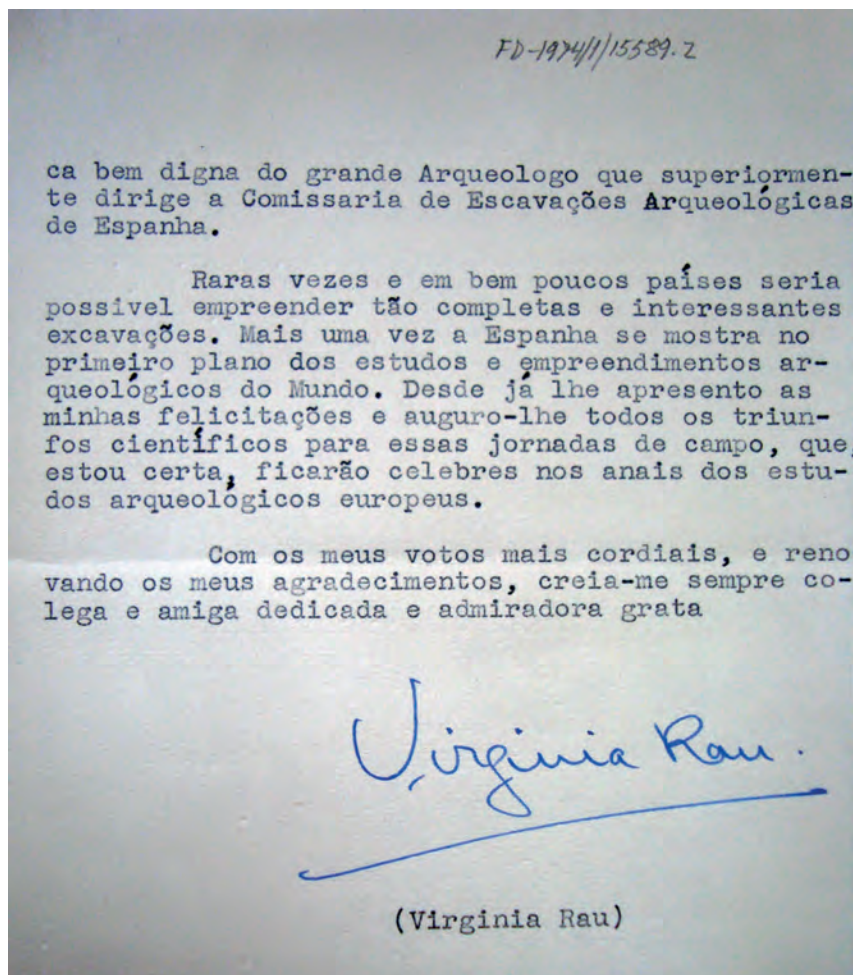 FD-1974/1/15589.2
ca bem digna do grande Arqueologo que superiormen-
te dirige a Comissaria de Escavações Arqueológicas
de Espanha.
Raras vezes e em bem poucos países seria
possivel empreender tão completas e interessantes
excavações. Mais uma vez a Espanha se mostra no
primeiro plano dos estudos e empreendimentos ar-
queológicos do Mundo. Desde já lhe apresento as
minhas felicitações e auguro-lhe todos os triun-
fos científicos para essas jornadas de campo, que,
estou certa, ficarão celebres nos anais dos estu-
dos arqueológicos europeus.
Com os meus votos mais cordiais, e reno
vando os meus agradecimentos, creia-me sempre co-
lega e amiga dedicada e admiradora grata
Virginia Rau.
(Virginia Rau)